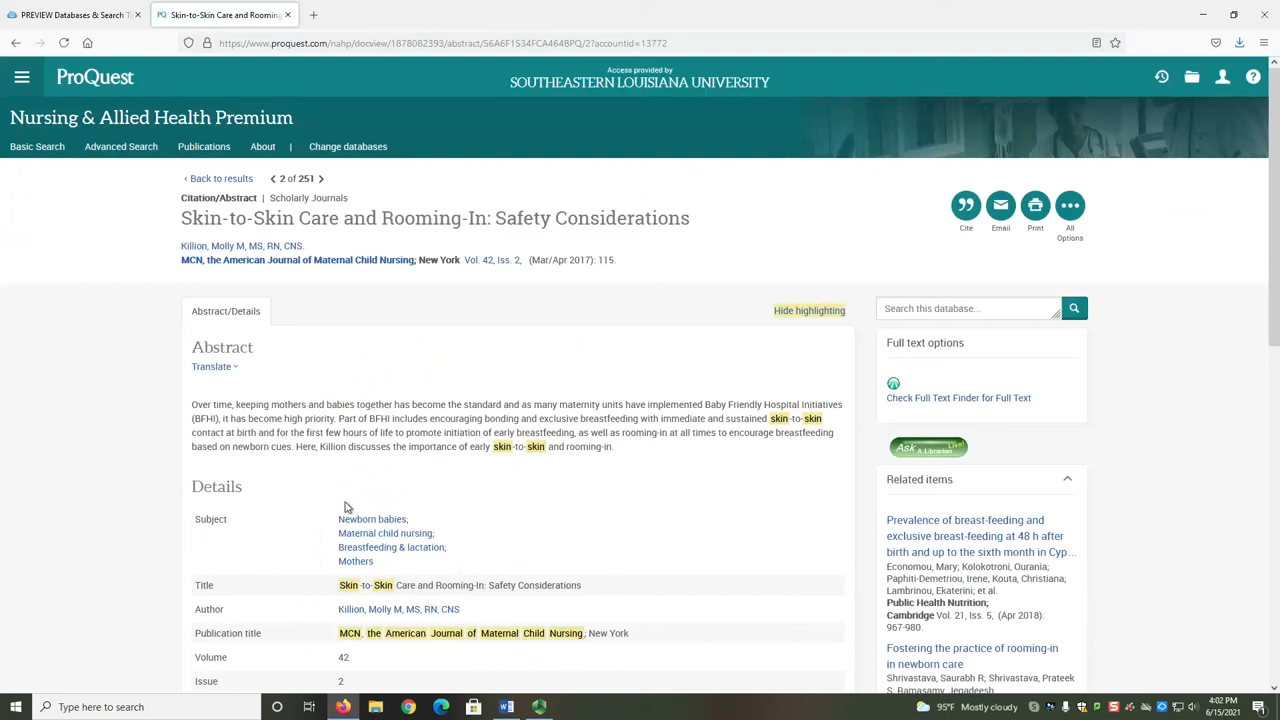 PREVIEW Databases & Search Ti
Skin-to-Skin Care and Rooming-
https://www.proquest.com/nahp/docview/1878082393/abstract/56A6F1534FCA464BPQ/2?accountid=13772
ProQuest
Access provided by
SOUTHEASTERN LOUISIANA UNIVERSITY
Nursing & Allied Health Premium
Basic Search Advanced Search Publications About | Change databases
‹ Back to results 2 of 251
Citation/Abstract | Scholarly Journals
Skin-to-Skin Care and Rooming-In: Safety Considerations
Cite Email Print All Options
Killion, Molly M, MS, RN, CNS.
MCN, the American Journal of Maternal Child Nursing; New York Vol. 42, Iss. 2, (Mar/Apr 2017): 115.
Abstract/Details
Hide highlighting
Abstract
Translate
Over time, keeping mothers and babies together has become the standard and as many maternity units have implemented Baby Friendly Hospital Initiatives
(BFHI), it has become high priority. Part of BFHI includes encouraging bonding and exclusive breastfeeding with immediate and sustained skin-to-skin
contact at birth and for the first few hours of life to promote initiation of early breastfeeding, as well as rooming-in at all times to encourage breastfeeding
based on newborn cues. Here, Killion discusses the importance of early skin-to-skin and rooming-in.
Details
Subject Newborn babies;
Maternal child nursing;
Breastfeeding & lactation;
Mothers
Title Skin-to-Skin Care and Rooming-In: Safety Considerations
Author Killion, Molly M, MS, RN, CNS
Publication title MCN, the American Journal of Maternal Child Nursing; New York
Volume 42
Issue 2
Search this database...
Full text options
Check Full Text Finder for Full Text
Ask A Librarian Live!
Related items
Prevalence of breast-feeding and
exclusive breast-feeding at 48 h after
birth and up to the sixth month in Cyp ...
Economou, Mary; Kolokotroni, Ourania;
Paphiti-Demetriou, Irene; Kouta, Christiana;
Lambrinou, Ekaterini; et al.
Public Health Nutrition;
Cambridge Vol. 21, Iss. 5, (Apr 2018):
967-980.
Fostering the practice of rooming-in
in newborn care
Shrivastava, Saurabh R; Shrivastava, Prateek
S; Ramasamy, Jegadeesh
Type here to search
95°F Mostly cloudy
4:02 PM
6/15/2021